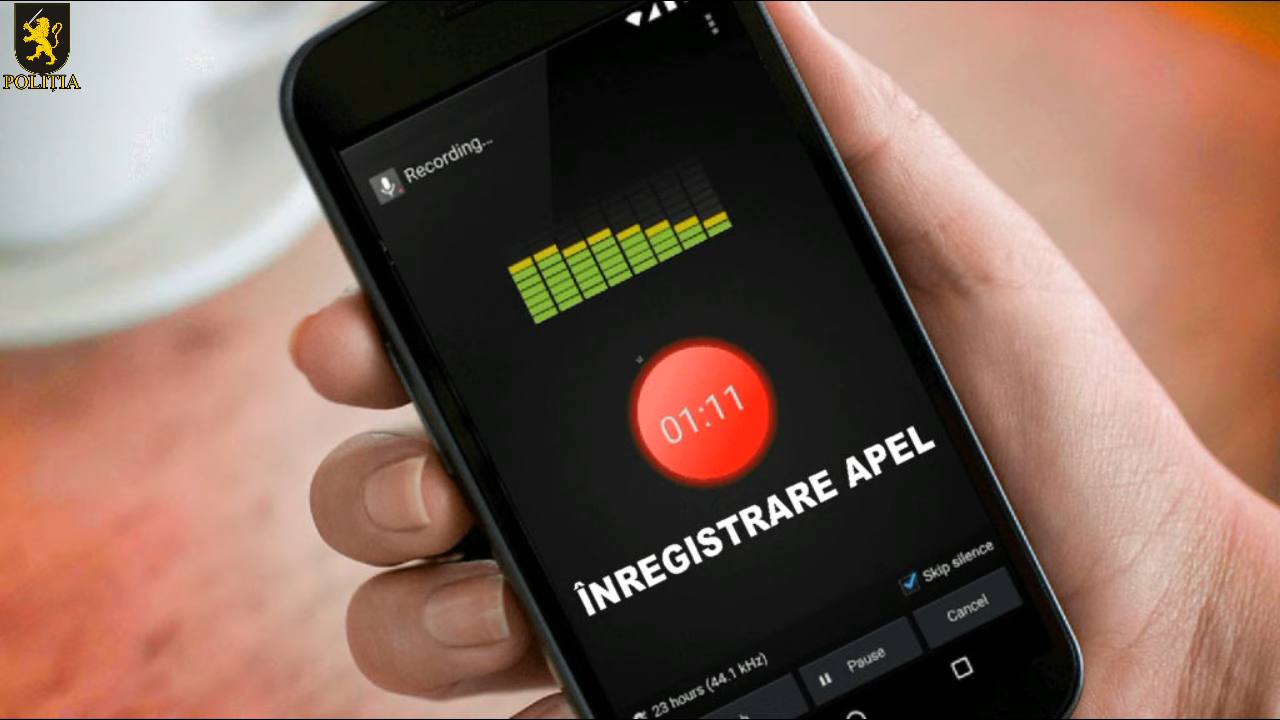 POLIȚIA
Recording...
01:11
ÎNREGISTRARE APEL
Skip silence
23 hours (44.1 kHz)
Pause
Cancel